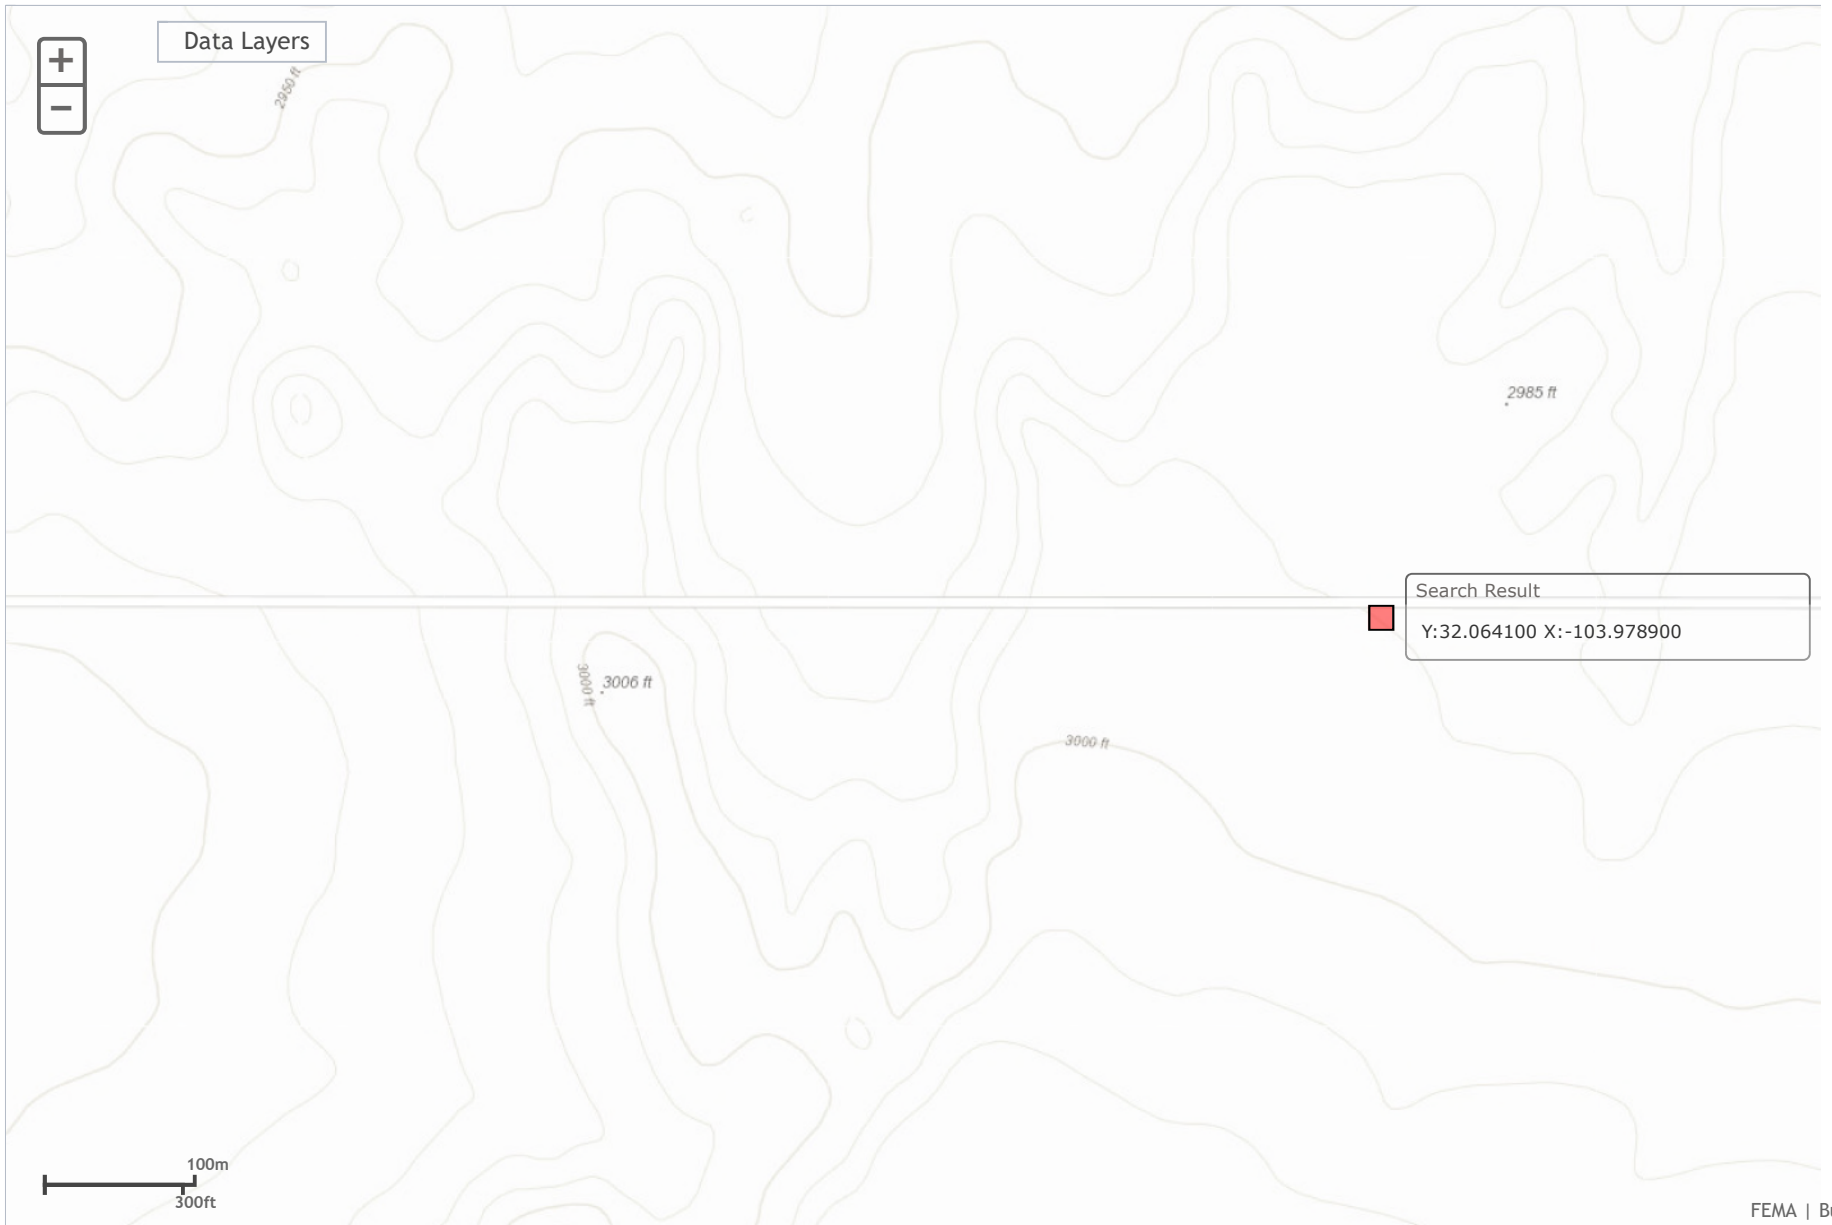 +
Data Layers
−
2950 ft
2985 ft
Search Result
Y:32.064100 X:-103.978900
3000 ft
3006 ft
3000 ft
100m
300ft
FEMA |